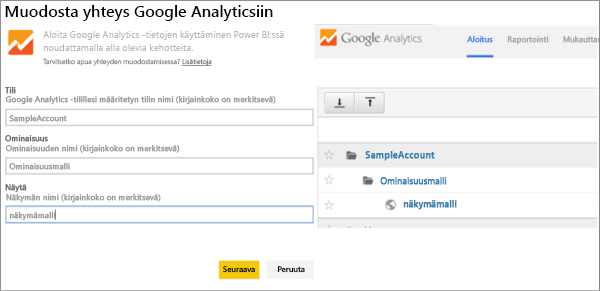 Muodosta yhteys Google Analyticsiin
Aloita Google Analytics -tietojen käyttäminen Power BI:ssä
noudattamalla alla olevia kehotteita.
Tarvitsetko apua yhteyden muodostamisessa? Lisätietoja
Tili
Google Analytics -tilillesi määritetyn tilin nimi (kirjainkoko on merkitsevä)
SampleAccount
Ominaisuus
Ominaisuuden nimi (kirjainkoko on merkitsevä)
Ominaisuusmalli
Näytä
Näkymän nimi (kirjainkoko on merkitsevä)
näkymämalli
Seuraava Peruuta
Google Analytics Aloitus Raportointi Mukauttar
SampleAccount
Ominaisuusmalli
näkymämalli